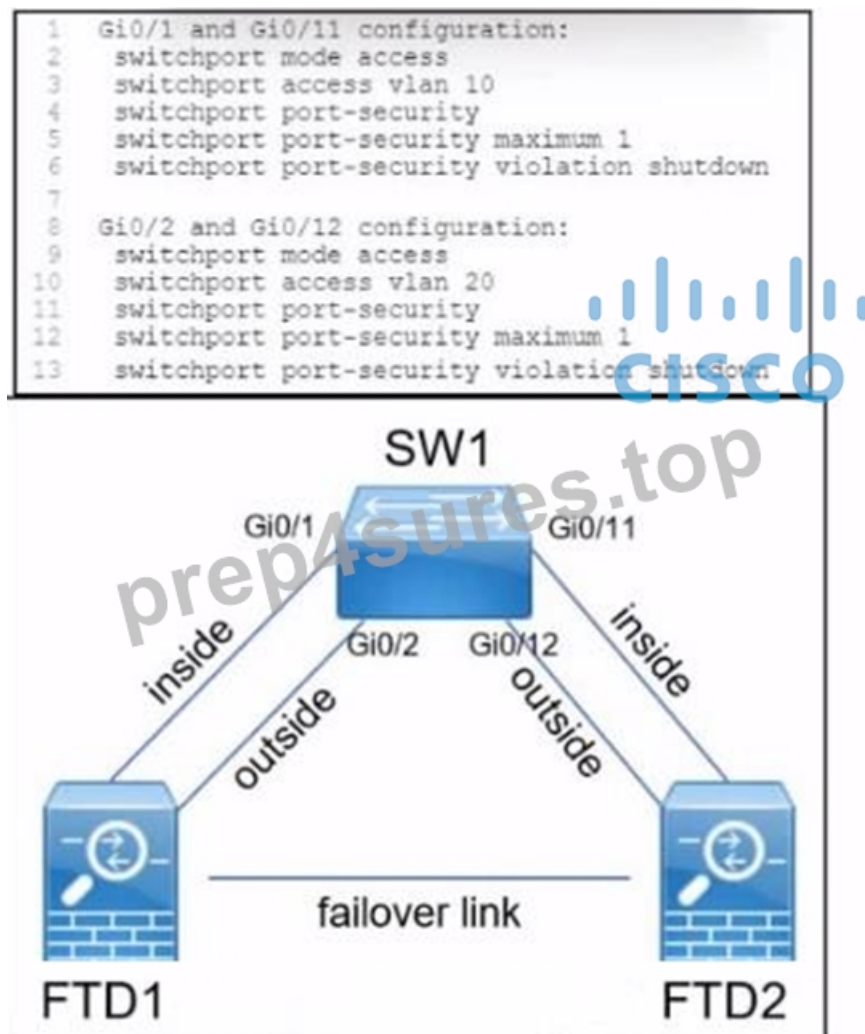 1 Gi0/1 and Gi0/11 configuration:
2 switchport mode access
3 switchport access vlan 10
4 switchport port-security
5 switchport port-security maximum 1
6 switchport port-security violation shutdown
7
8 Gi0/2 and Gi0/12 configuration:
9 switchport mode access
10 switchport access vlan 20
11 switchport port-security
12 switchport port-security maximum 1
13 switchport port-security violation shutdown
CISCO
SW1
prep4sures.top
Gi0/1 Gi0/11
Gi0/2 Gi0/12
inside outside outside inside
failover link
FTD1 FTD2